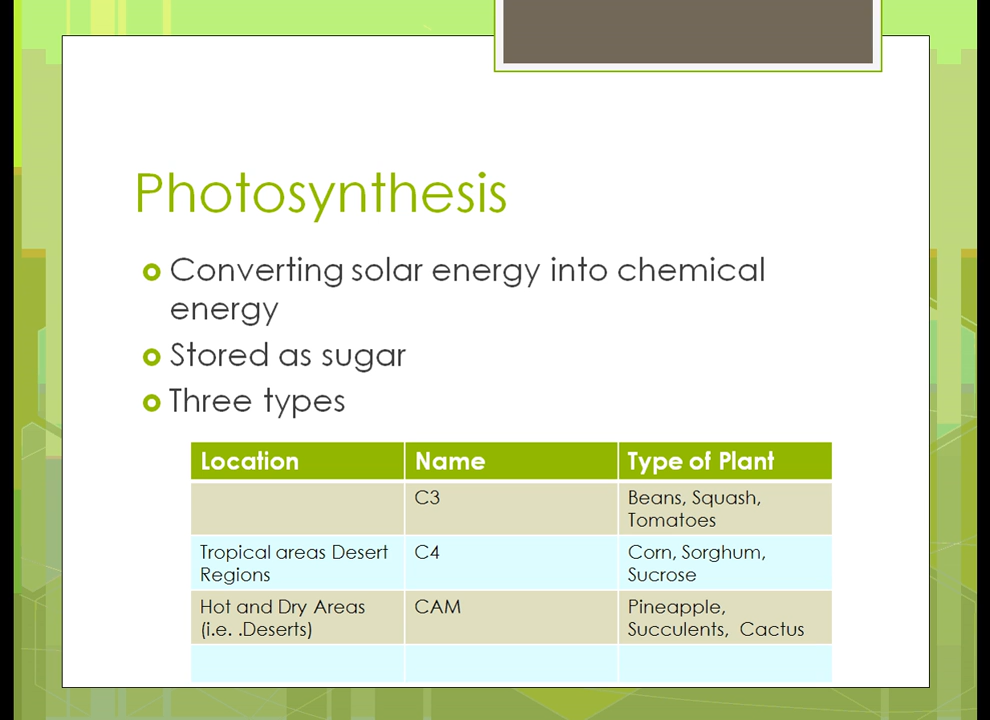 Photosynthesis
Converting solar energy into chemical
energy
Stored as sugar
Three types
Location Name Type of Plant
C3 Beans, Squash,
Tomatoes
Tropical areas Desert C4 Corn, Sorghum,
Regions Sucrose
Hot and Dry Areas CAM Pineapple,
(i.e. .Deserts) Succulents, Cactus